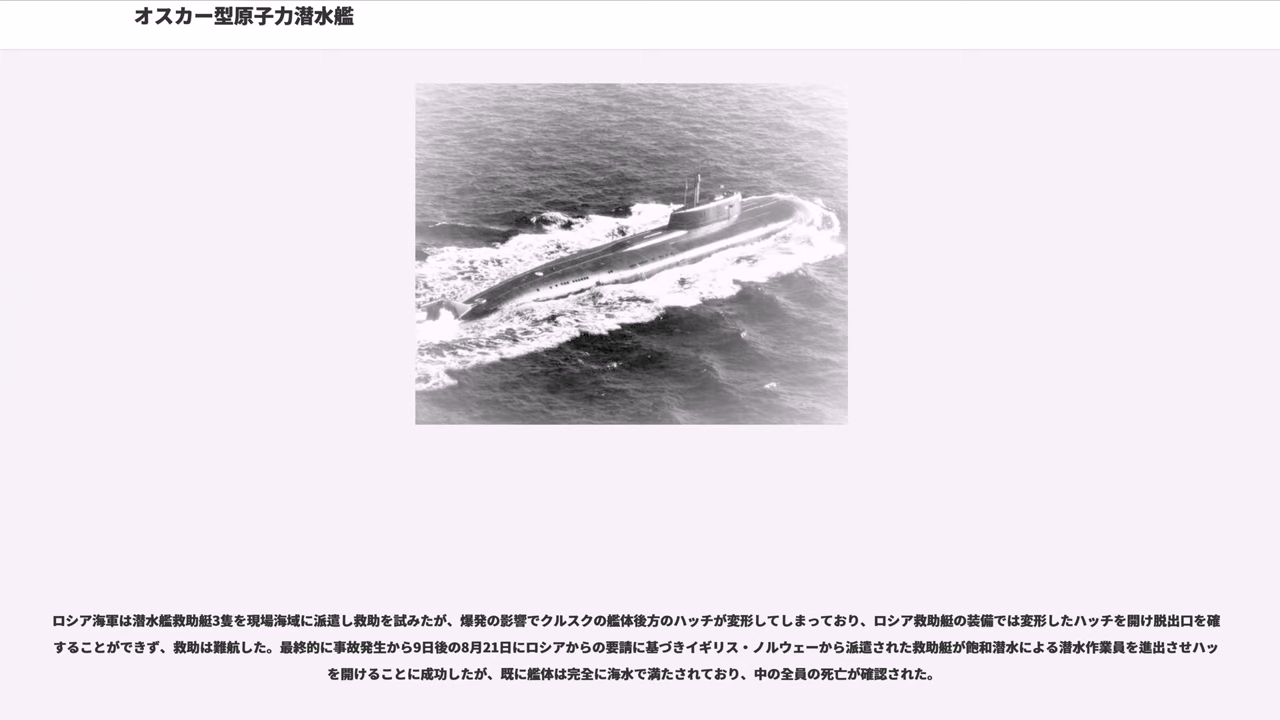 オスカー型原子力潜水艦
ロシア海軍は潜水艦救助艇3隻を現場海域に派遣し救助を試みたが、爆発の影響でクルスクの艦体後方のハッチが変形してしまっており、ロシア救助艇の装備では変形したハッチを開け脱出口を確
することができず、救助は難航した。最終的に事故発生から9日後の8月21日にロシアからの要請に基づきイギリス・ノルウェーから派遣された救助艇が飽和潜水による潜水作業員を進出させハッ
を開けることに成功したが、既に艦体は完全に海水で満たされており、中の全員の死亡が確認された。